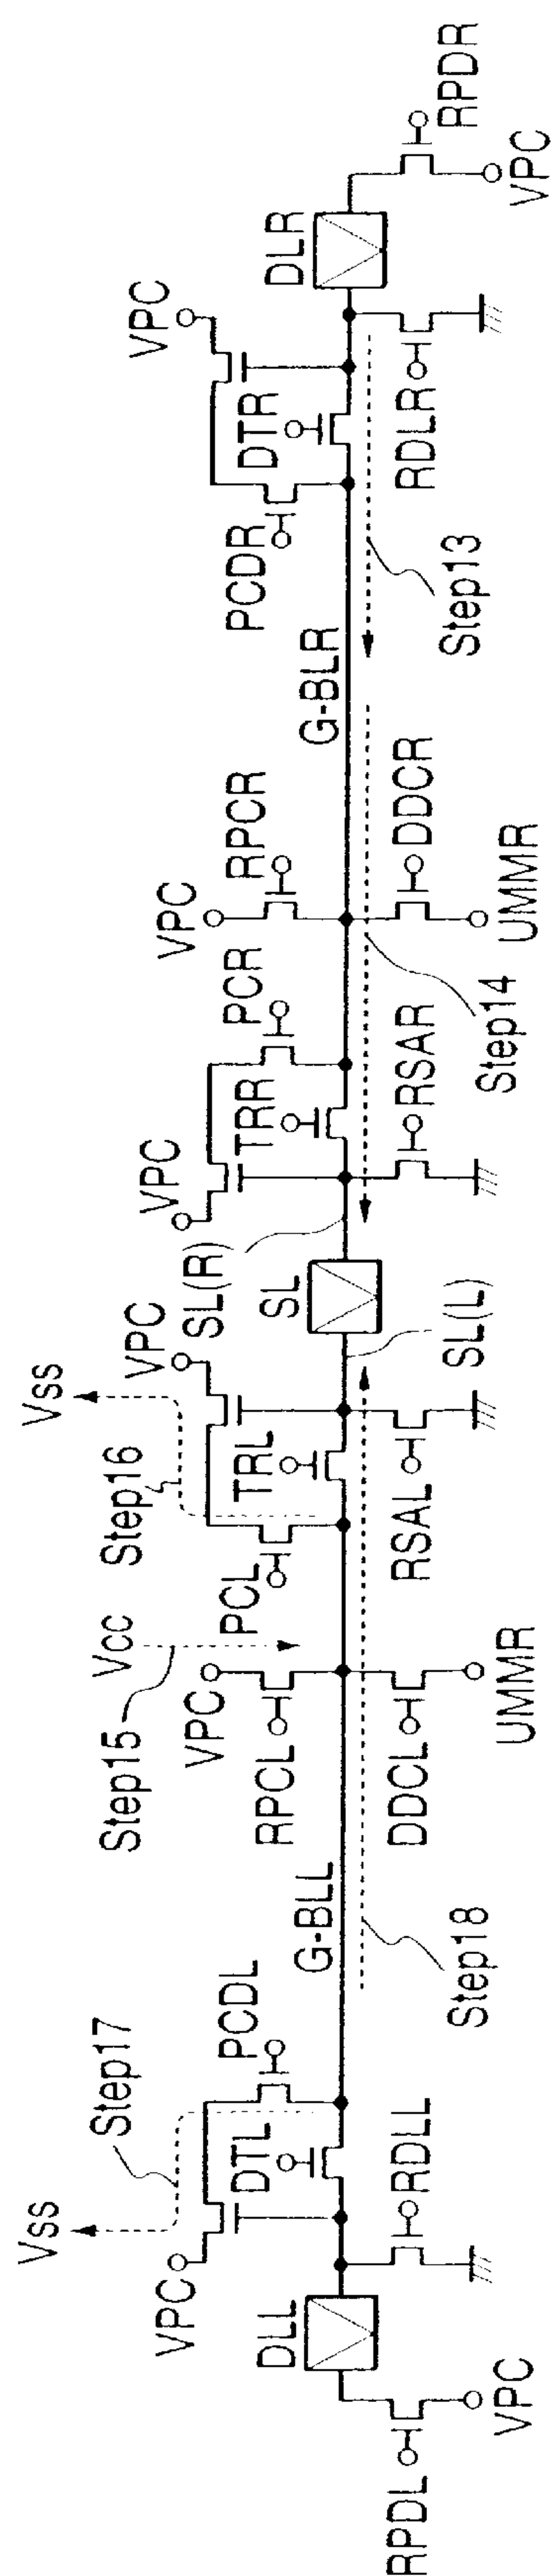 RPDR
VPC
DLR
VPC
DTR
RDLR
PCDR
Step13
G-BLR
RPCR
VPC
DDCR
UMMR
PCR
Step14
TRR
RSAR
VPC
SL(R)
SL
SL(L)
VPC
Vss
Step16
TRL
RSAL
PCL
Vcc
Step15
VPC
RPCL
DDCL
UMMR
G-BLL
Step18
PCDL
Step17
DTL
RDLL
Vss
VPC
DLL
VPC
RPDL